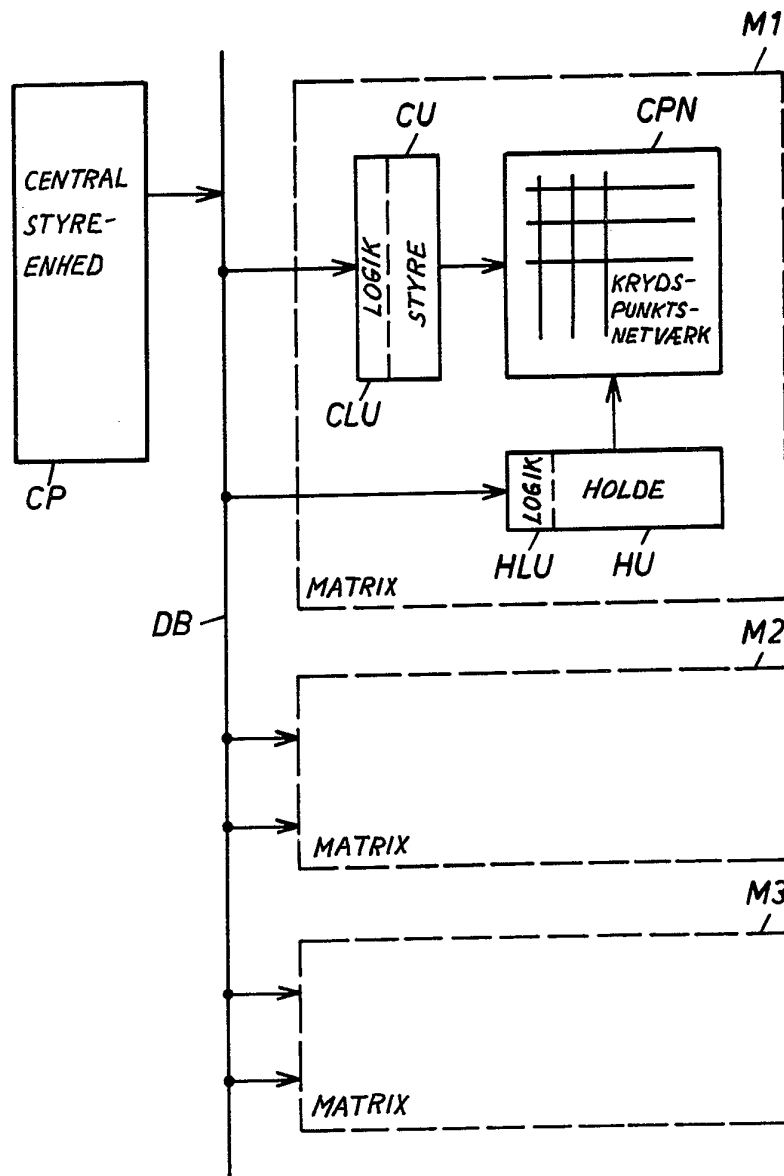 M1
CU
CPN
CENTRAL
STYRE-
ENHED
LOGIK
STYRE
KRYDS-
PUNKTS-
NETVÆRK
CLU
CP
LOGIK
HOLDE
HLU
HU
MATRIX
DB
M2
MATRIX
M3
MATRIX